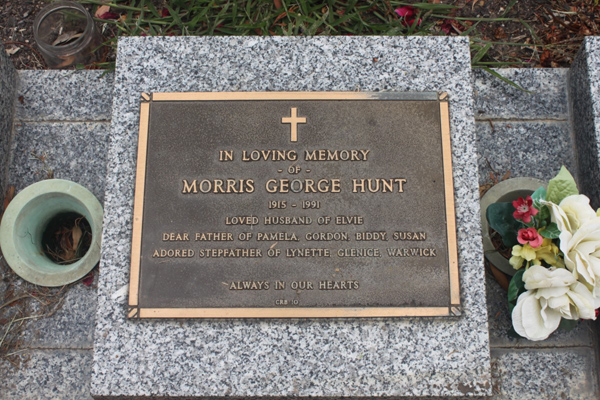 IN LOVING MEMORY
- OF -
MORRIS GEORGE HUNT
1915 - 1991
LOVED HUSBAND OF ELVIE
DEAR FATHER OF PAMELA, GORDON, BIDDY, SUSAN
ADORED STEPFATHER OF LYNETTE, GLENICE, WARWICK
ALWAYS IN OUR HEARTS